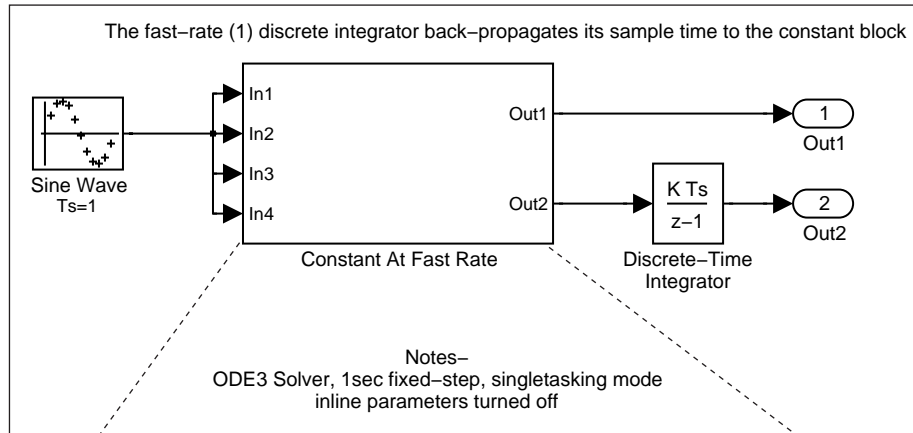 The fast−rate (1) discrete integrator back−propagates its sample time to the constant block
In1
In2
In3
In4
Out1
Out2
Sine Wave
Ts=1
Constant At Fast Rate
K Ts
z−1
Discrete−Time
Integrator
1
Out1
2
Out2
Notes−
ODE3 Solver, 1sec fixed−step, singletasking mode
inline parameters turned off